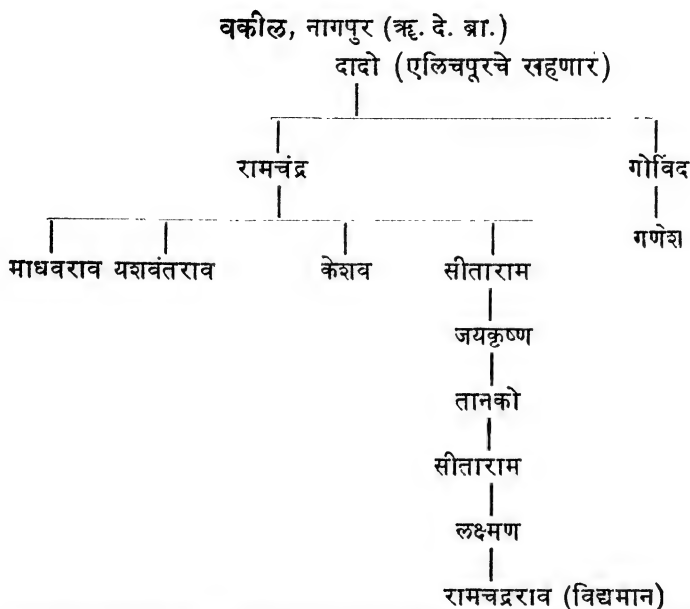 वकील, नागपुर (ऋ. दे. ब्रा.)
दादो (एलिचपूरचे रहणारं)
रामचंद्र गोविंद
माधवराव यशवंतराव केशव सीताराम गणेश
जयकृष्ण
तानको
सीताराम
लक्ष्मण
रामचद्रराव (विद्यमान)